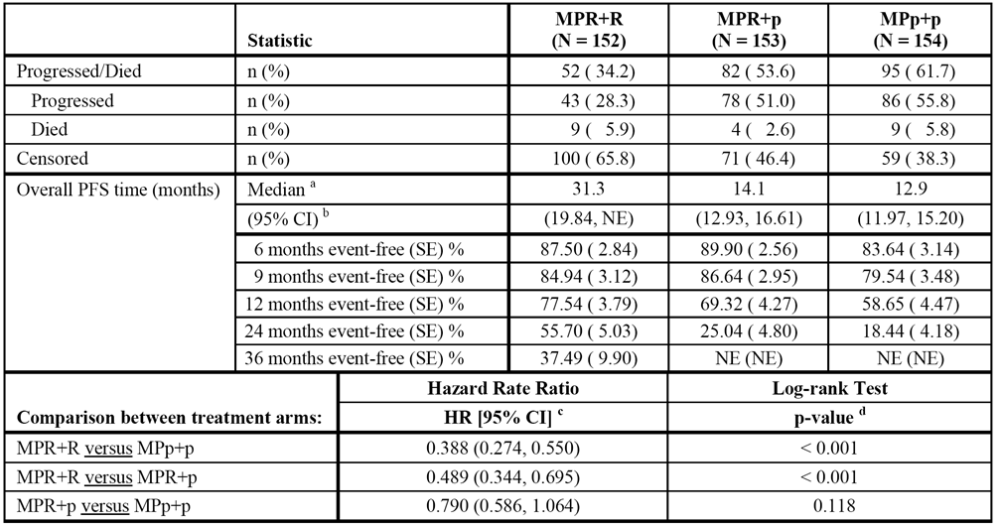 Statistic MPR+R (N = 152) MPR+p (N = 153) MPp+p (N = 154)
Progressed/Died n (%) 52 ( 34.2) 82 ( 53.6) 95 ( 61.7)
Progressed n (%) 43 ( 28.3) 78 ( 51.0) 86 ( 55.8)
Died n (%) 9 ( 5.9) 4 ( 2.6) 9 ( 5.8)
Censored n (%) 100 ( 65.8) 71 ( 46.4) 59 ( 38.3)
Overall PFS time (months) Median a 31.3 14.1 12.9
(95% CI) b (19.84, NE) (12.93, 16.61) (11.97, 15.20)
6 months event-free (SE) % 87.50 ( 2.84) 89.90 ( 2.56) 83.64 ( 3.14)
9 months event-free (SE) % 84.94 ( 3.12) 86.64 ( 2.95) 79.54 ( 3.48)
12 months event-free (SE) % 77.54 ( 3.79) 69.32 ( 4.27) 58.65 ( 4.47)
24 months event-free (SE) % 55.70 ( 5.03) 25.04 ( 4.80) 18.44 ( 4.18)
36 months event-free (SE) % 37.49 ( 9.90) NE (NE) NE (NE)
Hazard Rate Ratio Log-rank Test
Comparison between treatment arms: HR [95% CI] c p-value d
MPR+R versus MPp+p 0.388 (0.274, 0.550) < 0.001
MPR+R versus MPR+p 0.489 (0.344, 0.695) < 0.001
MPR+p versus MPp+p 0.790 (0.586, 1.064) 0.118